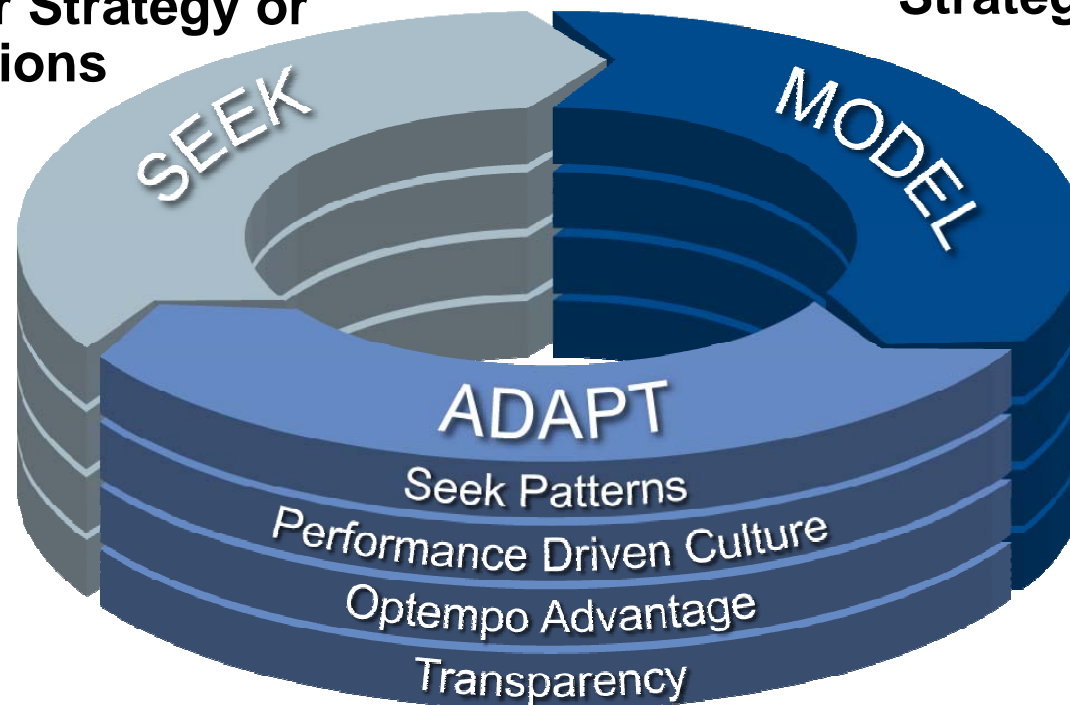 Strategy or
ions
SEEK
MODEL
ADAPT
Seek Patterns
Performance Driven Culture
Optempo Advantage
Transparency